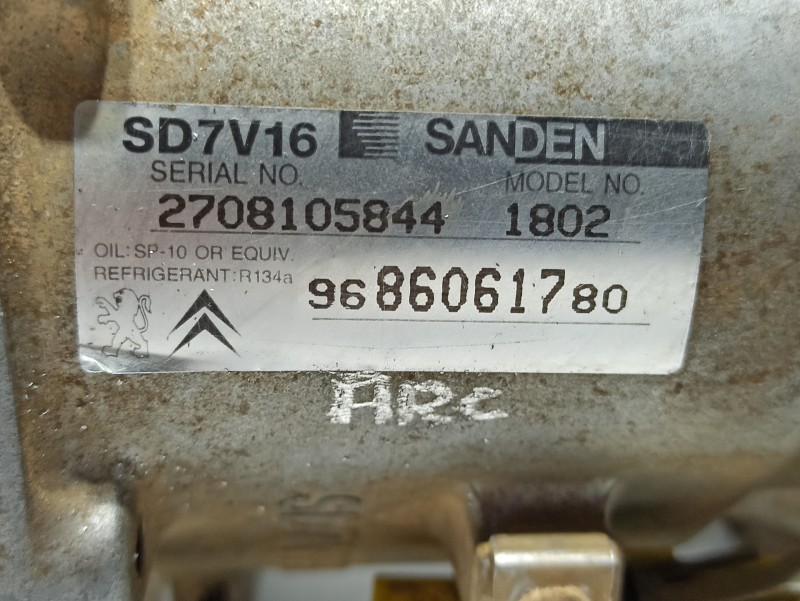 SD7V16 SANDEN
SERIAL NO. MODEL NO.
2708105844 1802
OIL: SP-10 OR EQUIV.
REFRIGERANT: R134a
9686061780
ARC